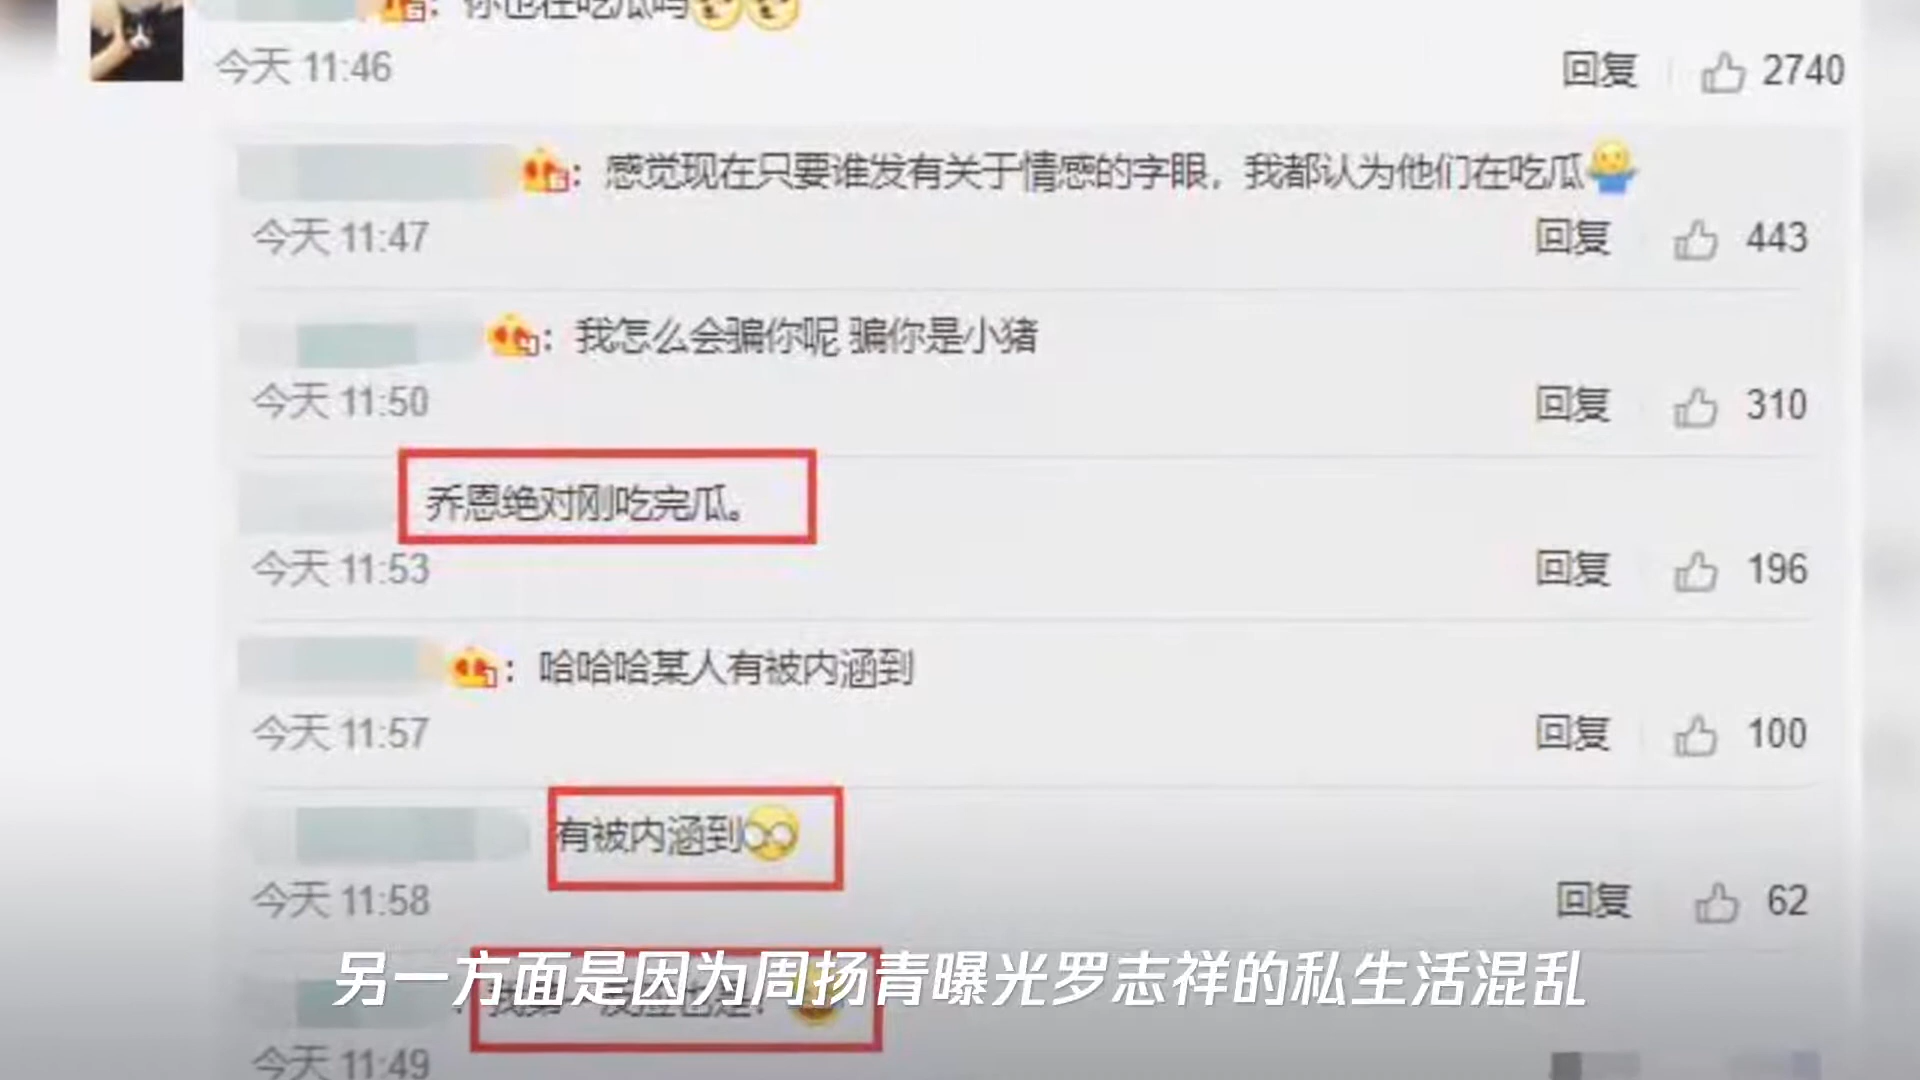 你也在吃瓜吗
今天 11:46 回复 2740
: 感觉现在只要谁发有关于情感的字眼，我都认为他们在吃瓜
今天 11:47 回复 443
: 我怎么会骗你呢 骗你是小猪
今天 11:50 回复 310
乔恩绝对刚吃完瓜。
今天 11:53 回复 196
: 哈哈哈某人有被内涵到
今天 11:57 回复 100
有被内涵到
今天 11:58 回复 62
另一方面是因为周扬青曝光罗志祥的私生活混乱
今天 11:49